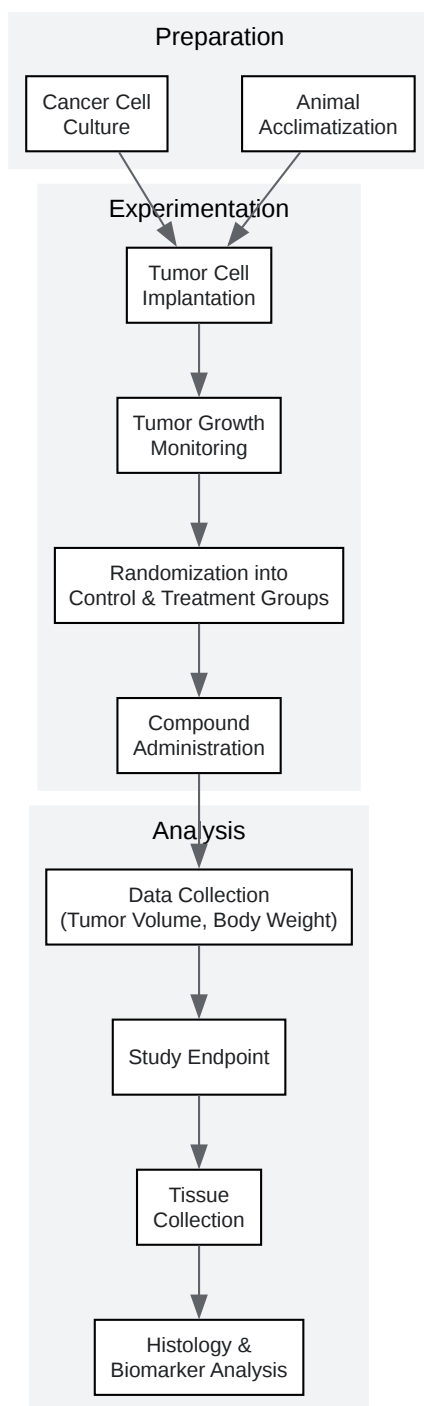 Preparation
Cancer Cell
Culture
Animal
Acclimatization
Experimentation
Tumor Cell
Implantation
Tumor Growth
Monitoring
Randomization into
Control & Treatment Groups
Compound
Administration
Analysis
Data Collection
(Tumor Volume, Body Weight)
Study Endpoint
Tissue
Collection
Histology &
Biomarker Analysis